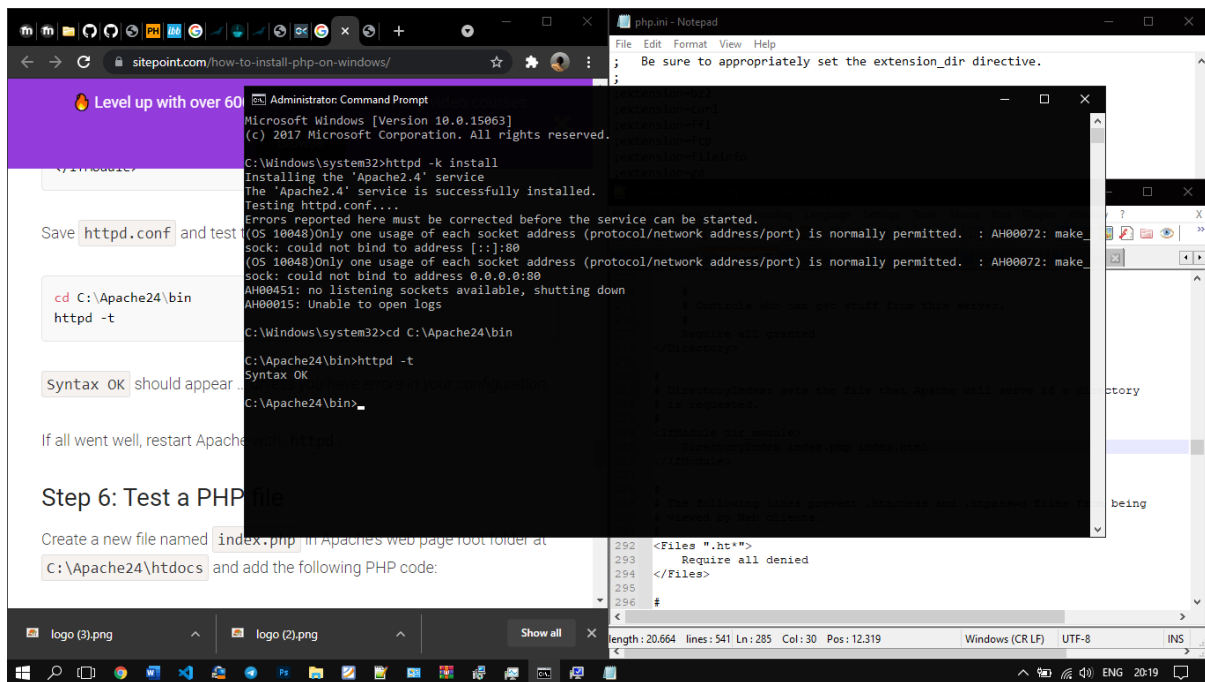 sitepoint.com/how-to-install-php-on-windows/
Level up with over 60
Save httpd.conf and test t
cd C:\Apache24\bin
httpd -t
Syntax OK should appear ..
If all went well, restart Apache
Step 6: Test a PHP file
Create a new file named index.php in Apache's web page root folder at
C:\Apache24\htdocs and add the following PHP code:
logo (3).png
logo (2).png
Show all
Administrator: Command Prompt
Microsoft Windows [Version 10.0.15063]
(c) 2017 Microsoft Corporation. All rights reserved.
C:\Windows\system32>httpd -k install
Installing the 'Apache2.4' service
The 'Apache2.4' service is successfully installed.
Testing httpd.conf....
Errors reported here must be corrected before the service can be started.
(OS 10048)Only one usage of each socket address (protocol/network address/port) is normally permitted.  : AH00072: make_
sock: could not bind to address [::]:80
(OS 10048)Only one usage of each socket address (protocol/network address/port) is normally permitted.  : AH00072: make_
sock: could not bind to address 0.0.0.0:80
AH00451: no listening sockets available, shutting down
AH00015: Unable to open logs
C:\Windows\system32>cd C:\Apache24\bin
C:\Apache24\bin>httpd -t
Syntax OK
C:\Apache24\bin>
php.ini - Notepad
File Edit Format View Help
;   Be sure to appropriately set the extension_dir directive.
;
?
X
ctory
being
292 <Files ".ht*">
293 Require all denied
294 </Files>
295
296 #
length : 20.664 lines : 541 Ln : 285 Col : 30 Pos : 12.319 Windows (CR LF) UTF-8 INS
ENG 20:19